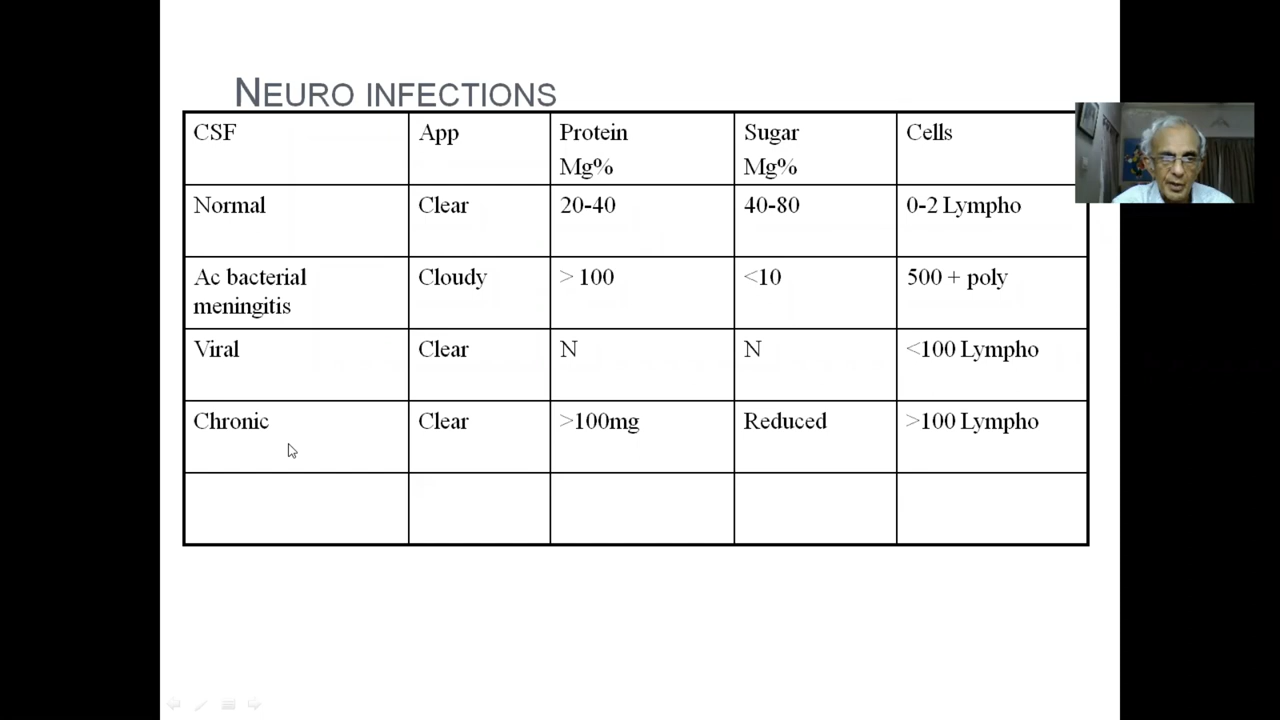 NEURO INFECTIONS
CSF App Protein Sugar Cells
Mg% Mg%
Normal Clear 20-40 40-80 0-2 Lympho
Ac bacterial Cloudy > 100 <10 500 + poly
meningitis
Viral Clear N N <100 Lympho
Chronic Clear >100mg Reduced >100 Lympho